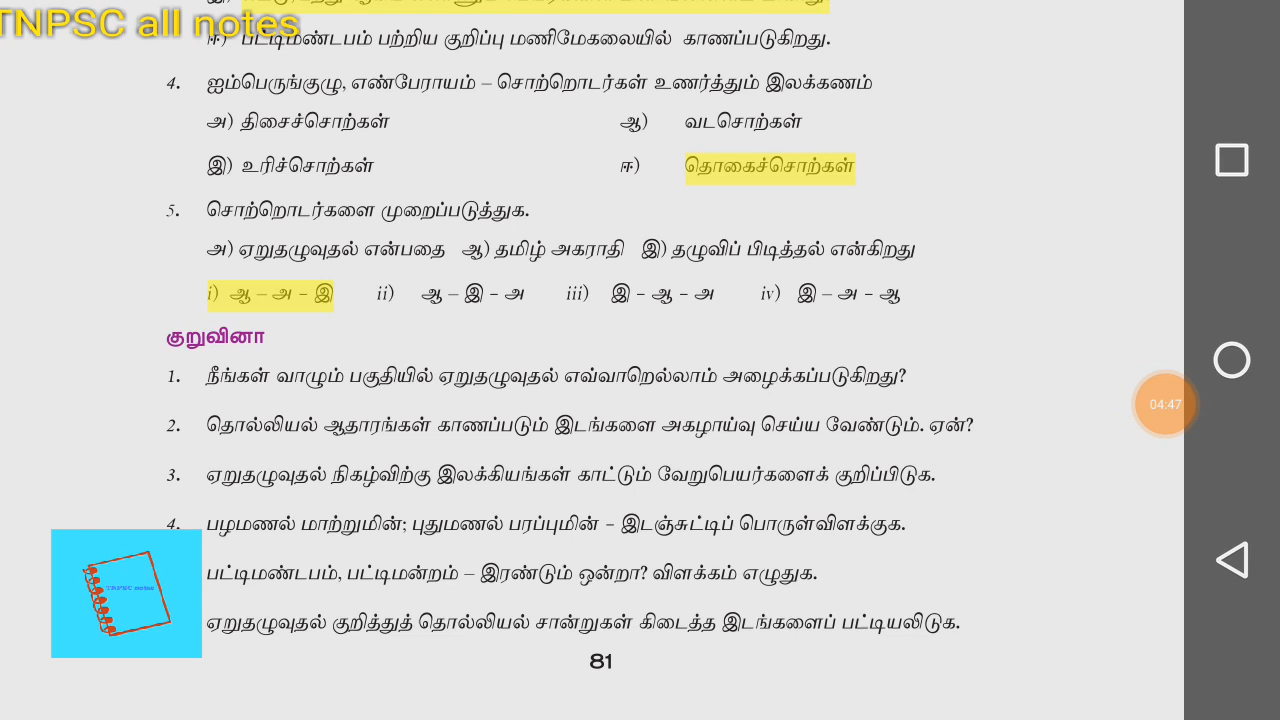 TNPSC all notes
ஈ) பட்டிமண்டபம் பற்றிய குறிப்பு மணிமேகலையில் காணப்படுகிறது.
4. ஐம்பெருங்குழு, எண்பேராயம் – சொற்றொடர்கள் உணர்த்தும் இலக்கணம்
அ) திசைச்சொற்கள் ஆ) வடசொற்கள்
இ) உரிச்சொற்கள் ஈ) தொகைச்சொற்கள்
5. சொற்றொடர்களை முறைப்படுத்துக.
அ) ஏறுதழுவுதல் என்பதை ஆ) தமிழ் அகராதி இ) தழுவிப் பிடித்தல் என்கிறது
i) ஆ – அ – இ ii) ஆ – இ – அ iii) இ – ஆ – அ iv) இ – அ – ஆ
குறுவினா
1. நீங்கள் வாழும் பகுதியில் ஏறுதழுவுதல் எவ்வாறெல்லாம் அழைக்கப்படுகிறது?
2. தொல்லியல் ஆதாரங்கள் காணப்படும் இடங்களை அகழாய்வு செய்ய வேண்டும். ஏன்?
04:47
3. ஏறுதழுவுதல் நிகழ்விற்கு இலக்கியங்கள் காட்டும் வேறுபெயர்களைக் குறிப்பிடுக.
4. பழமணல் மாற்றுமின்; புதுமணல் பரப்புமின் – இடஞ்சுட்டிப் பொருள்விளக்குக.
பட்டிமண்டபம், பட்டிமன்றம் – இரண்டும் ஒன்றா? விளக்கம் எழுதுக.
TNPSC notes
ஏறுதழுவுதல் குறித்துத் தொல்லியல் சான்றுகள் கிடைத்த இடங்களைப் பட்டியலிடுக.
81